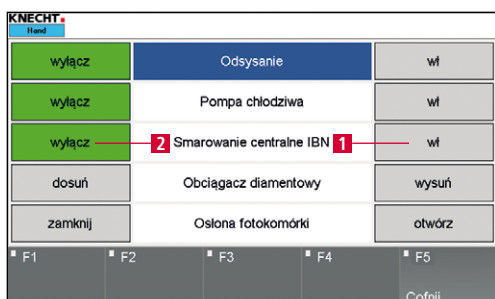 KNECHT
Hand
wyłącz Odsysanie wł
wyłącz Pompa chłodziwa wł
wyłącz 2 Smarowanie centralne IBN 1 wł
dosuń Obciągacz diamentowy wysuń
zamknij Osłona fotokomórki otwórz
F1 F2 F3 F4 F5
Cofnij